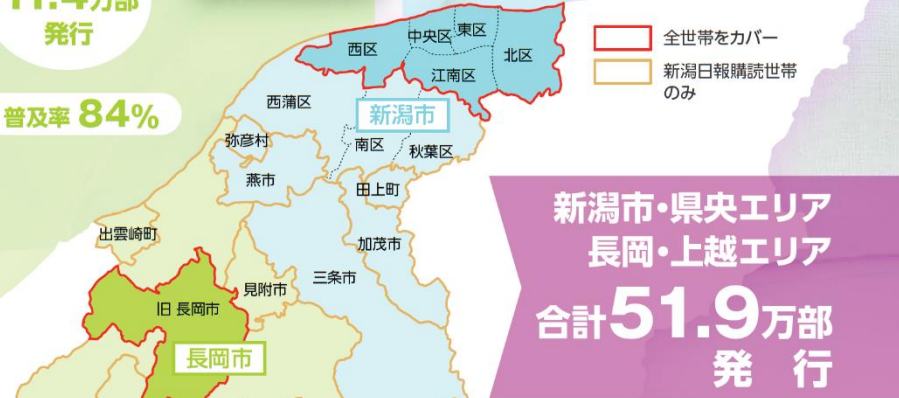 11.4万部
発行
普及率 84%
西区
中央区
東区
北区
江南区
西蒲区
新潟市
南区
秋葉区
弥彦村
燕市
田上町
出雲崎町
加茂市
三条市
見附市
旧 長岡市
長岡市
全世帯をカバー
新潟日報購読世帯
のみ
新潟市・県央エリア
長岡・上越エリア
合計51.9万部
発 行